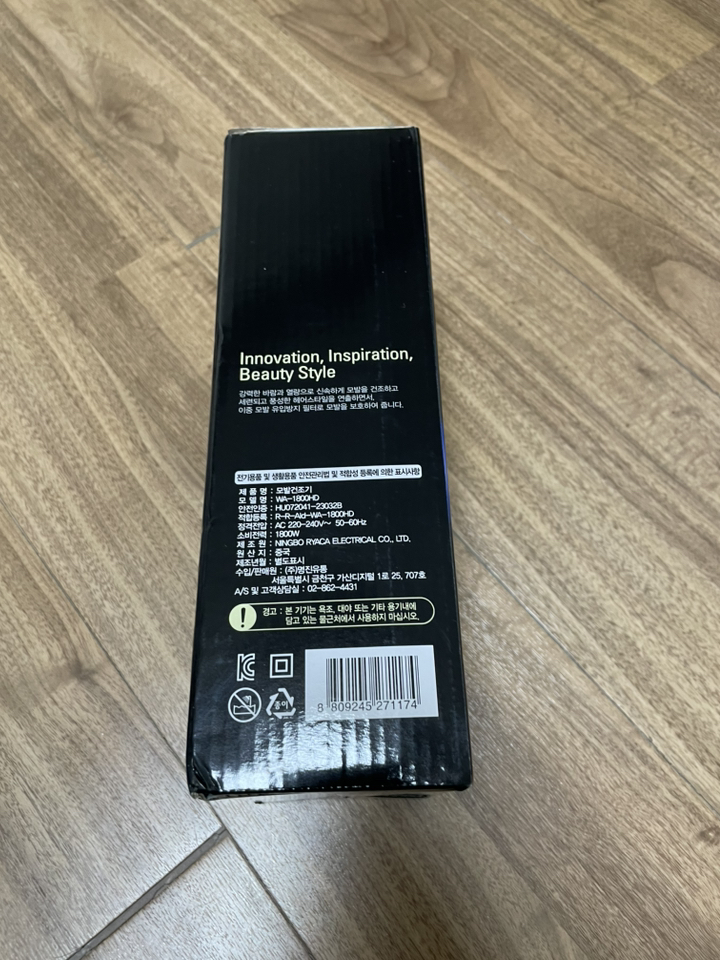 Innovation, Inspiration,
Beauty Style
강력한 바람과 열량으로 신속하게 모발을 건조하고
세련되고 풍성한 헤어스타일을 연출하면서,
이중 모발 유입방지 필터로 모발을 보호하여 줍니다.
전기용품 및 생활용품 안전관리법 및 적합성 등록에 의한 표시사항
제 품 명 : 모발건조기
모 델 명 : WA-1800HD
안전인증 : HU072041-23032B
적합등록 : R-R-Ald-WA-1800HD
정격전압 : AC 220-240V~ 50-60Hz
소비전력 : 1800W
제 조 원 : NINGBO RYACA ELECTRICAL CO., LTD.
원 산 지 : 중국
제조년월 : 별도표시
수입/판매원 : (주)명진유통
서울특별시 금천구 가산디지털 1로 25, 707호
A/S 및 고객상담실 : 02-862-4431
경고 : 본 기기는 욕조, 대야 또는 기타 용기내에
담고 있는 물근처에서 사용하지 마십시오.
종이
8 809245 271174